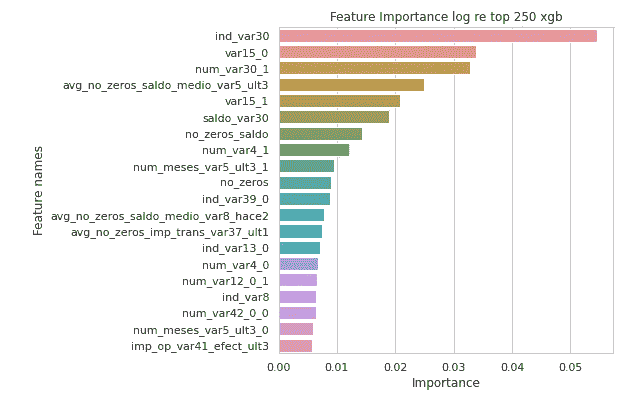 Feature Importance log re top 250 xgb
ind_var30
var15_0
num_var30_1
avg_no_zeros_saldo_medio_var5_ult3
var15_1
saldo_var30
no_zeros_saldo
num_var4_1
num_meses_var5_ult3_1
no_zeros
ind_var39_0
avg_no_zeros_saldo_medio_var8_hace2
avg_no_zeros_imp_trans_var37_ult1
ind_var13_0
num_var4_0
num_var12_0_1
ind_var8
num_var42_0_0
num_meses_var5_ult3_0
imp_op_var41_efect_ult3
Feature names
0.00 0.01 0.02 0.03 0.04 0.05
Importance